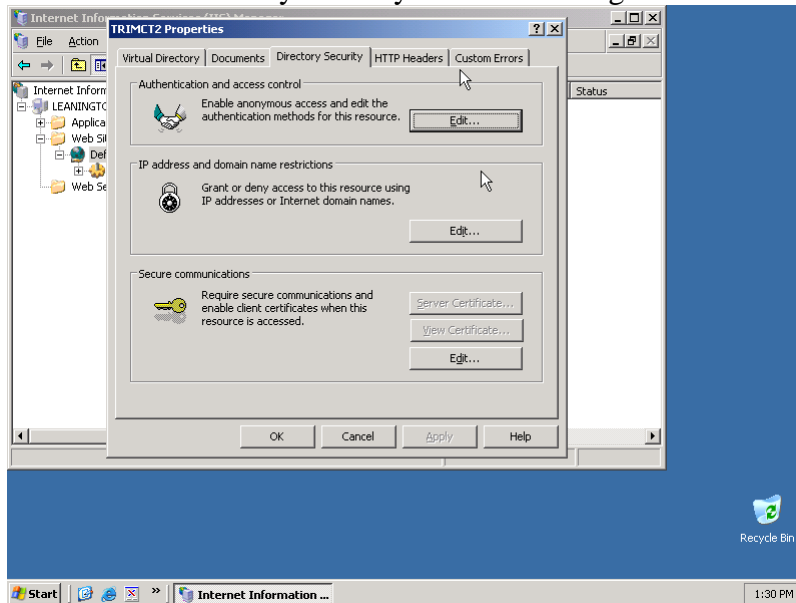 Internet Information Services (IIS) Manager
TRIMCT2 Properties
File Action
Virtual Directory Documents Directory Security HTTP Headers Custom Errors
Internet Inform
LEANINGTO
Applica
Web Sit
Def
Web Se
Status
Authentication and access control
Enable anonymous access and edit the
authentication methods for this resource.
Edit...
IP address and domain name restrictions
Grant or deny access to this resource using
IP addresses or Internet domain names.
Edit...
Secure communications
Require secure communications and
enable client certificates when this
resource is accessed.
Server Certificate...
View Certificate...
Edit...
OK Cancel Apply Help
Recycle Bin
Start Internet Information ... 1:30 PM